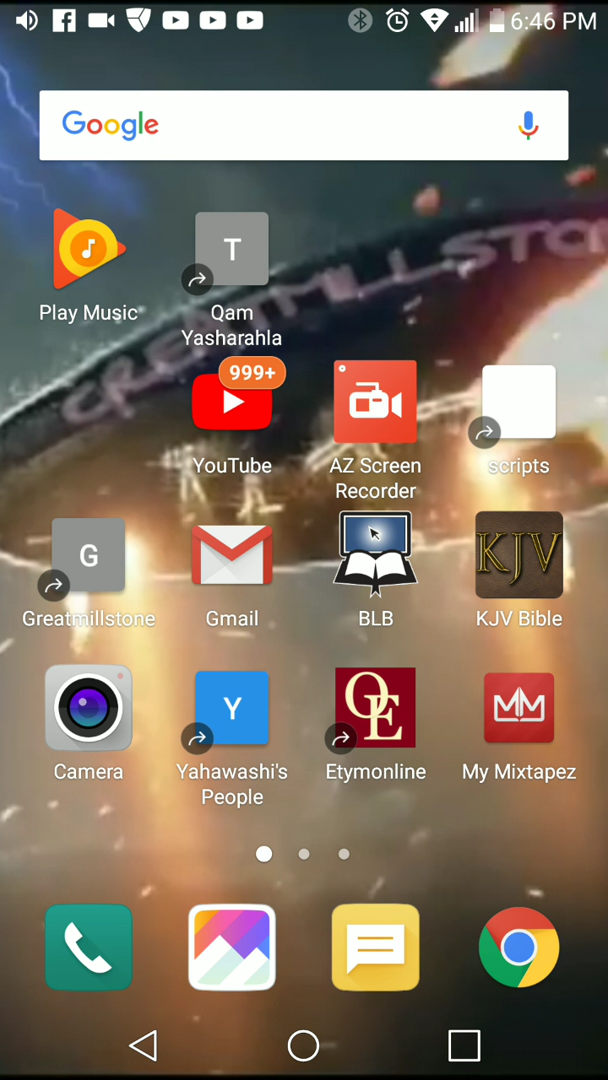 6:46 PM
Google
GREATMILLSTON
Play Music
T
Qam
Yasharahla
999+
YouTube
AZ Screen
Recorder
scripts
G
Greatmillstone
Gmail
BLB
KJV
KJV Bible
Camera
Y
Yahawashi's
People
OE
Etymonline
MM
My Mixtapez